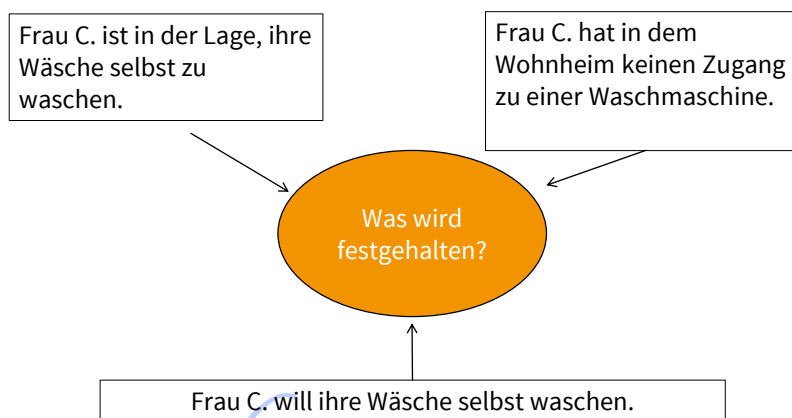 Frau C. ist in der Lage, ihre
Wäsche selbst zu
waschen.
Frau C. hat in dem
Wohnheim keinen Zugang
zu einer Waschmaschine.
Was wird
festgehalten?
Frau C. will ihre Wäsche selbst waschen.